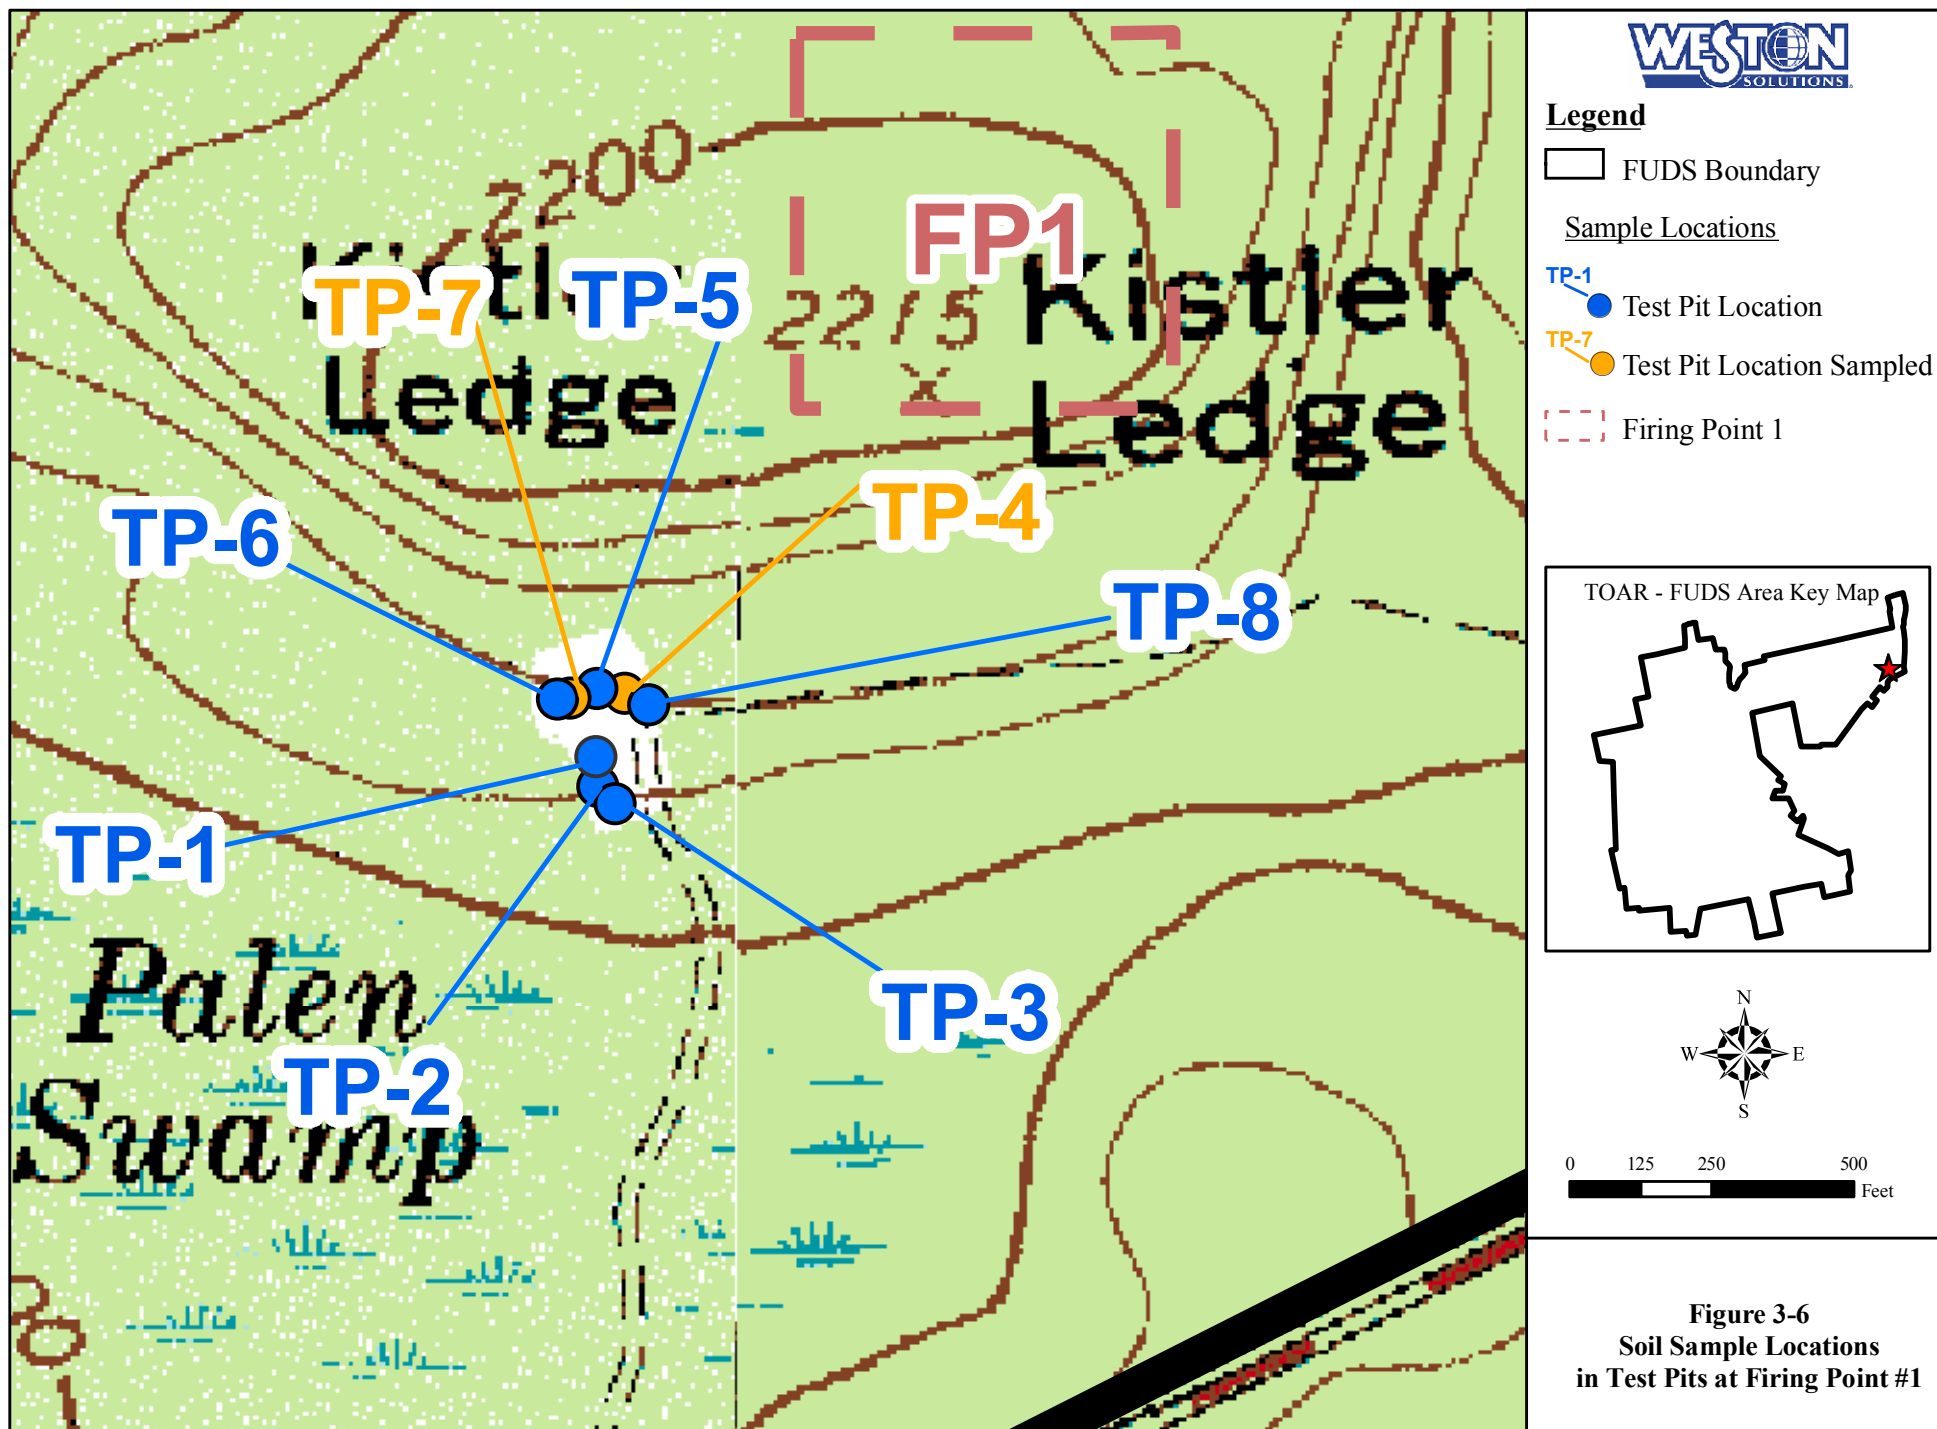 2200
FP1
Kistler
TP-7
TP-5
2215
Kistler
Ledge
x
Ledge
TP-4
TP-6
TP-8
TP-1
Palen
TP-3
TP-2
Swamp
WESTON
SOLUTIONS
Legend
FUDS Boundary
Sample Locations
TP-1
Test Pit Location
TP-7
Test Pit Location Sampled
Firing Point 1
TOAR - FUDS Area Key Map
N
W E
S
0 125 250 500
Feet
Figure 3-6
Soil Sample Locations
in Test Pits at Firing Point #1